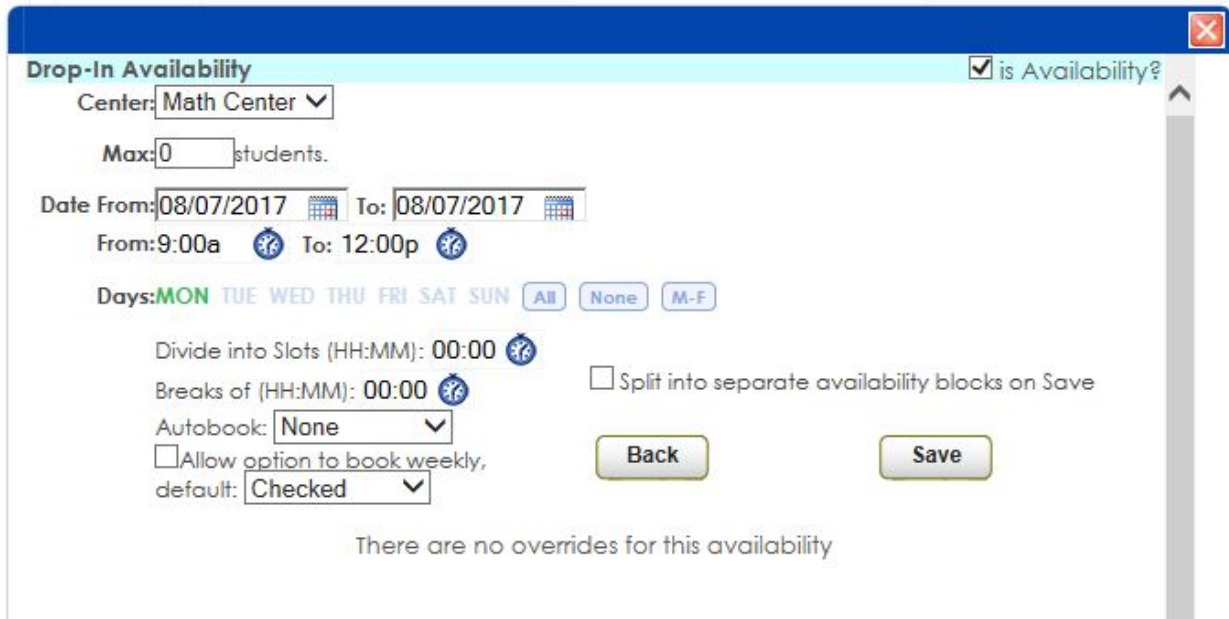 Drop-In Availability is Availability?
Center: Math Center
Max: 0 students.
Date From: 08/07/2017 To: 08/07/2017
From: 9:00a To: 12:00p
Days: MON TUE WED THU FRI SAT SUN All None M-F
Divide into Slots (HH:MM): 00:00
Breaks of (HH:MM): 00:00
Split into separate availability blocks on Save
Autobook: None
Allow option to book weekly,
default: Checked
Back Save
There are no overrides for this availability